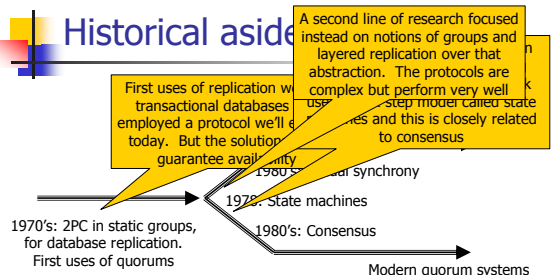 Historical aside
A second line of research focused
instead on notions of groups and
layered replication over that
abstraction. The protocols are
complex but perform very well
First uses of replication
transactional databases
employed a protocol we'll
today. But the solution
guarantee availability
step model called state
and this is closely related
to consensus
1980's synchrony
State machines
1980's: Consensus
1970's: 2PC in static groups,
for database replication.
First uses of quorums
Modern quorum systems